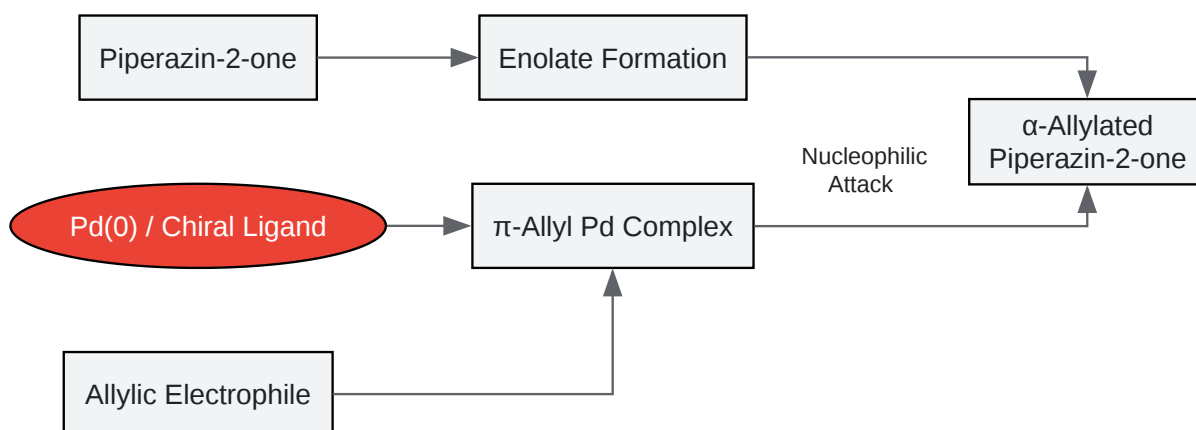 Piperazin-2-one
Enolate Formation
α-Allylated
Piperazin-2-one
Nucleophilic
Attack
Pd(0) / Chiral Ligand
π-Allyl Pd Complex
Allylic Electrophile